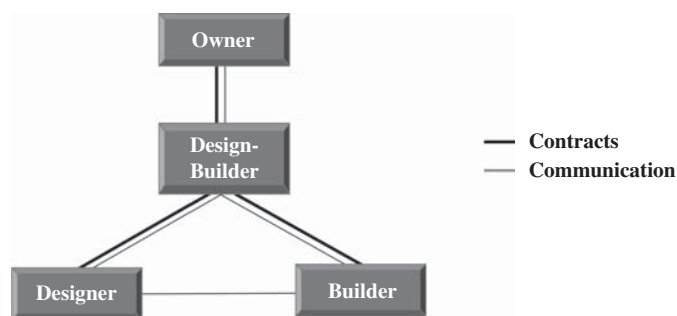 Owner
Design-
Builder
Contracts
Communication
Designer
Builder